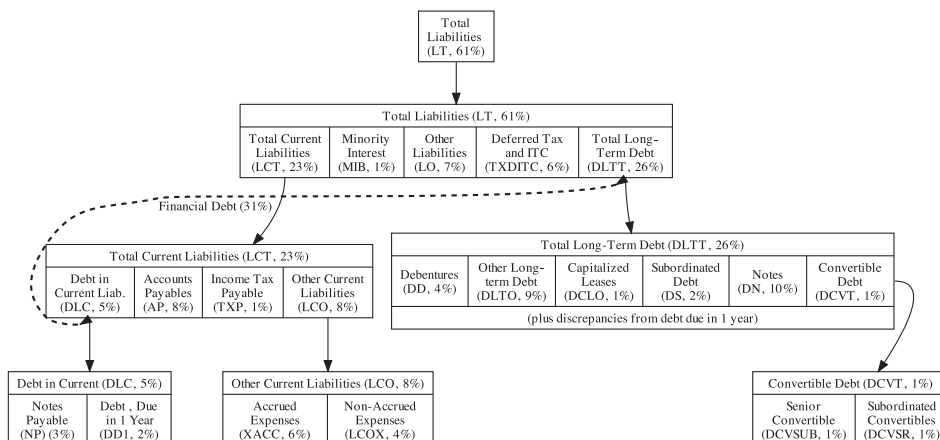 Total
Liabilities
(LT, 61%)
Total Liabilities (LT, 61%)
Total Current
Liabilities
(LCT, 23%)
Minority
Interest
(MIB, 1%)
Other
Liabilities
(LO, 7%)
Deferred Tax
and ITC
(TXDITC, 6%)
Total Long-
Term Debt
(DLTT, 26%)
Financial Debt (31%)
Total Current Liabilities (LCT, 23%)
Debt in
Current Liab.
(DLC, 5%)
Accounts
Payables
(AP, 8%)
Income Tax
Payable
(TXP, 1%)
Other Current
Liabilities
(LCO, 8%)
Total Long-Term Debt (DLTT, 26%)
Debentures
(DD, 4%)
Other Long-
term Debt
(DLTO, 9%)
Capitalized
Leases
(DCLO, 1%)
Subordinated
Debt
(DS, 2%)
Notes
(DN, 10%)
Convertible
Debt
(DCVT, 1%)
(plus discrepancies from debt due in 1 year)
Debt in Current (DLC, 5%)
Notes
Payable
(NP) (3%)
Debt , Due
in 1 Year
(DD1, 2%)
Other Current Liabilities (LCO, 8%)
Accrued
Expenses
(XACC, 6%)
Non-Accrued
Expenses
(LCOX, 4%)
Convertible Debt (DCVT, 1%)
Senior
Convertible
(DCVSUB, 1%)
Subordinated
Convertibles
(DCVSR, 1%)